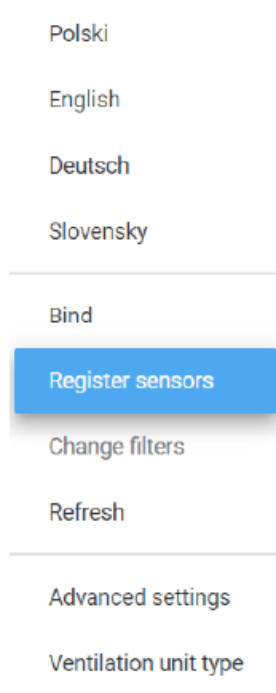 Polski
English
Deutsch
Slovensky
Bind
Register sensors
Change filters
Refresh
Advanced settings
Ventilation unit type